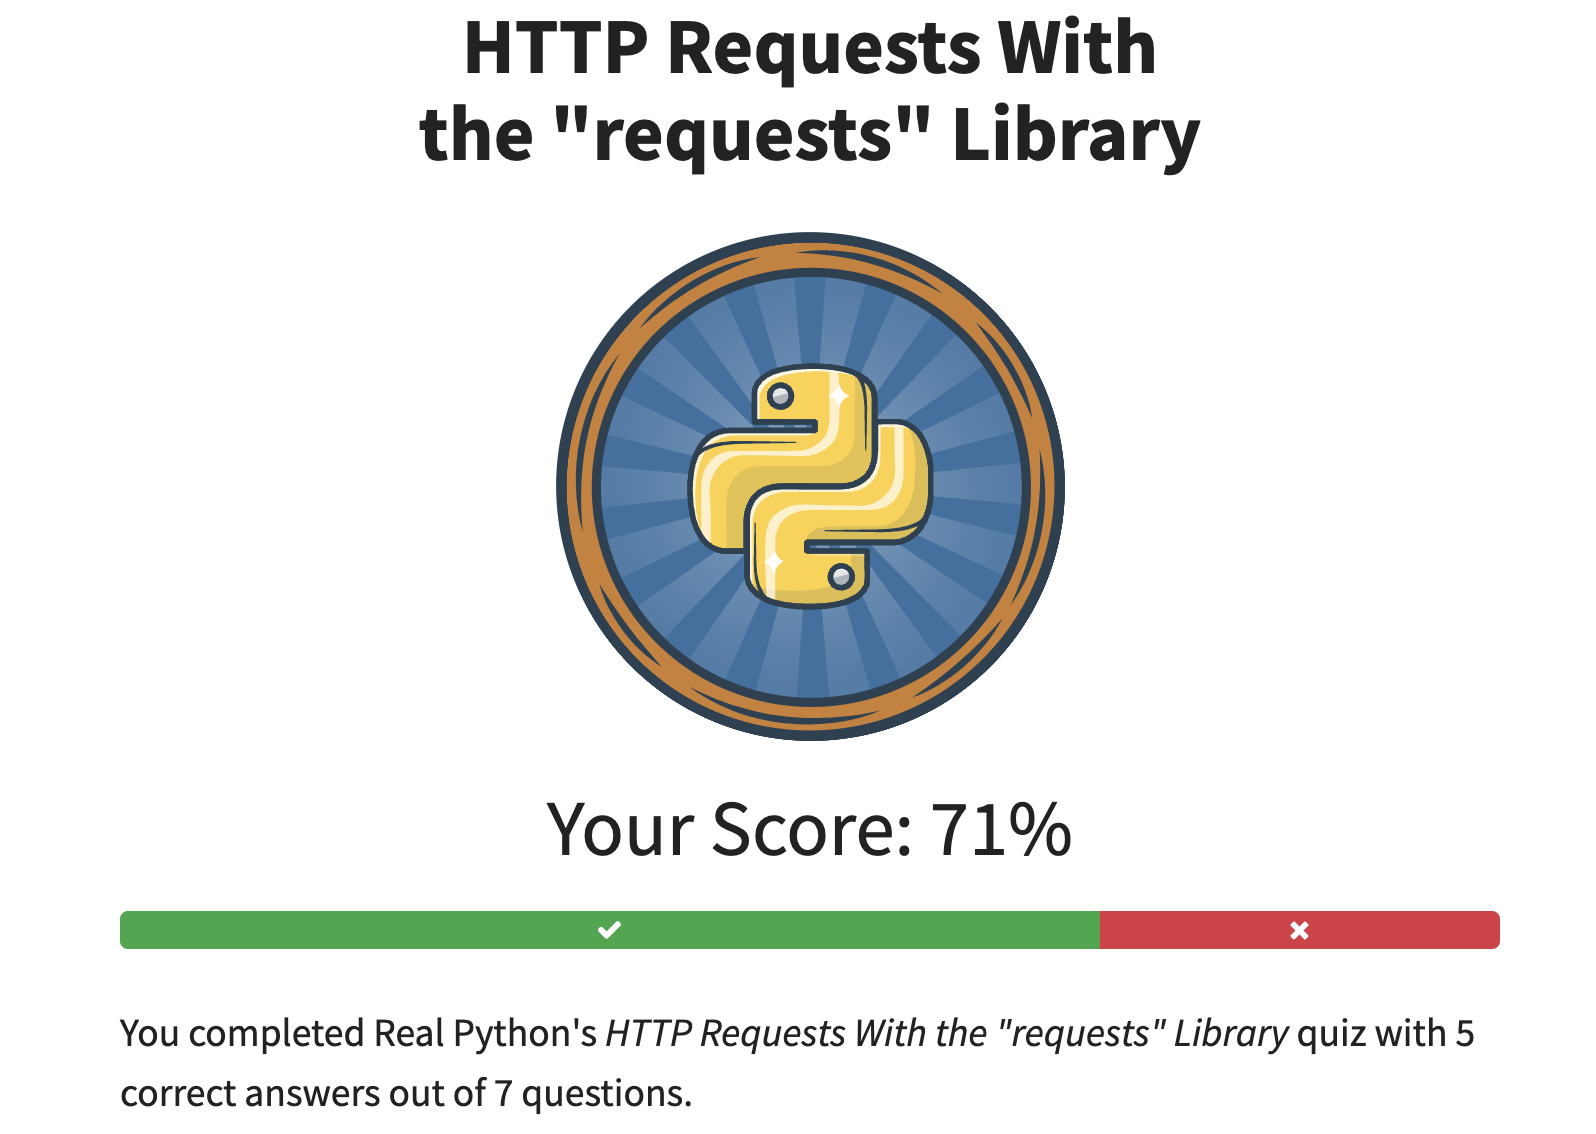 HTTP Requests With
the "requests" Library
Your Score: 71%
You completed Real Python's HTTP Requests With the "requests" Library quiz with 5
correct answers out of 7 questions.